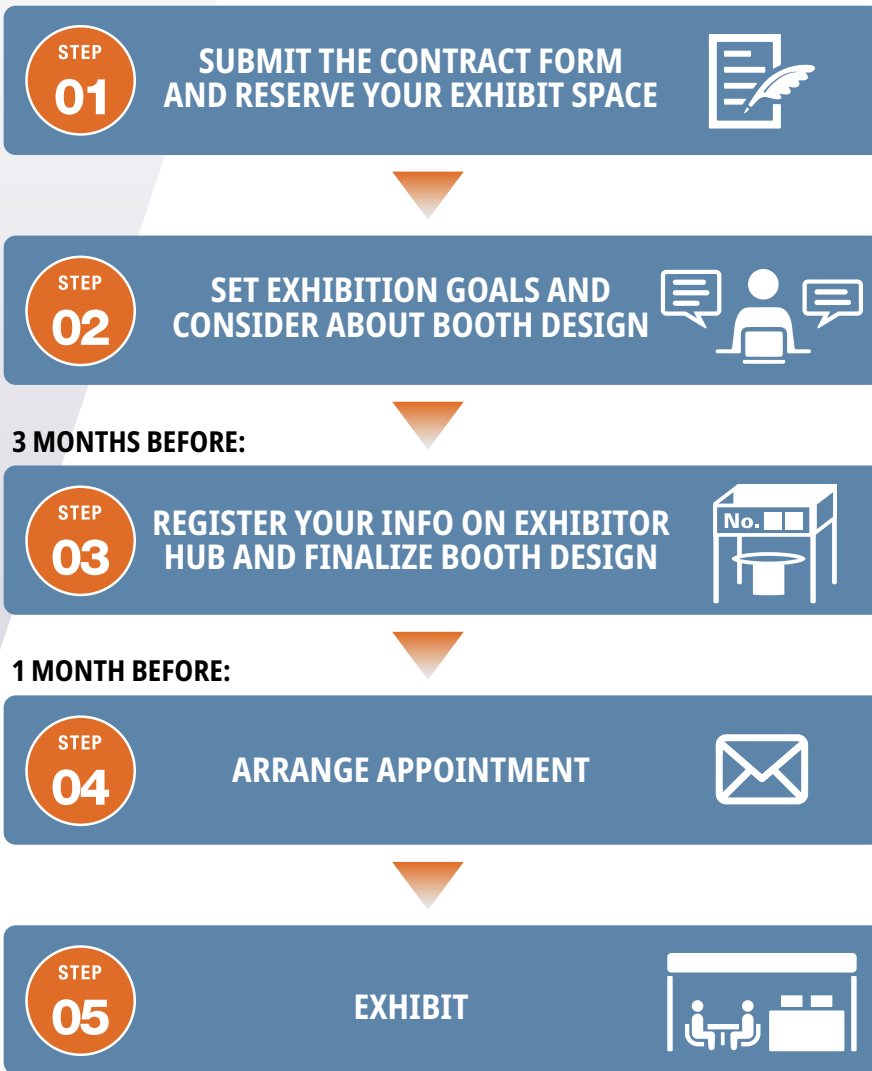 STEP
01
SUBMIT THE CONTRACT FORM
AND RESERVE YOUR EXHIBIT SPACE
STEP
02
SET EXHIBITION GOALS AND
CONSIDER ABOUT BOOTH DESIGN
3 MONTHS BEFORE:
STEP
03
REGISTER YOUR INFO ON EXHIBITOR
HUB AND FINALIZE BOOTH DESIGN
No.
1 MONTH BEFORE:
STEP
04
ARRANGE APPOINTMENT
STEP
05
EXHIBIT